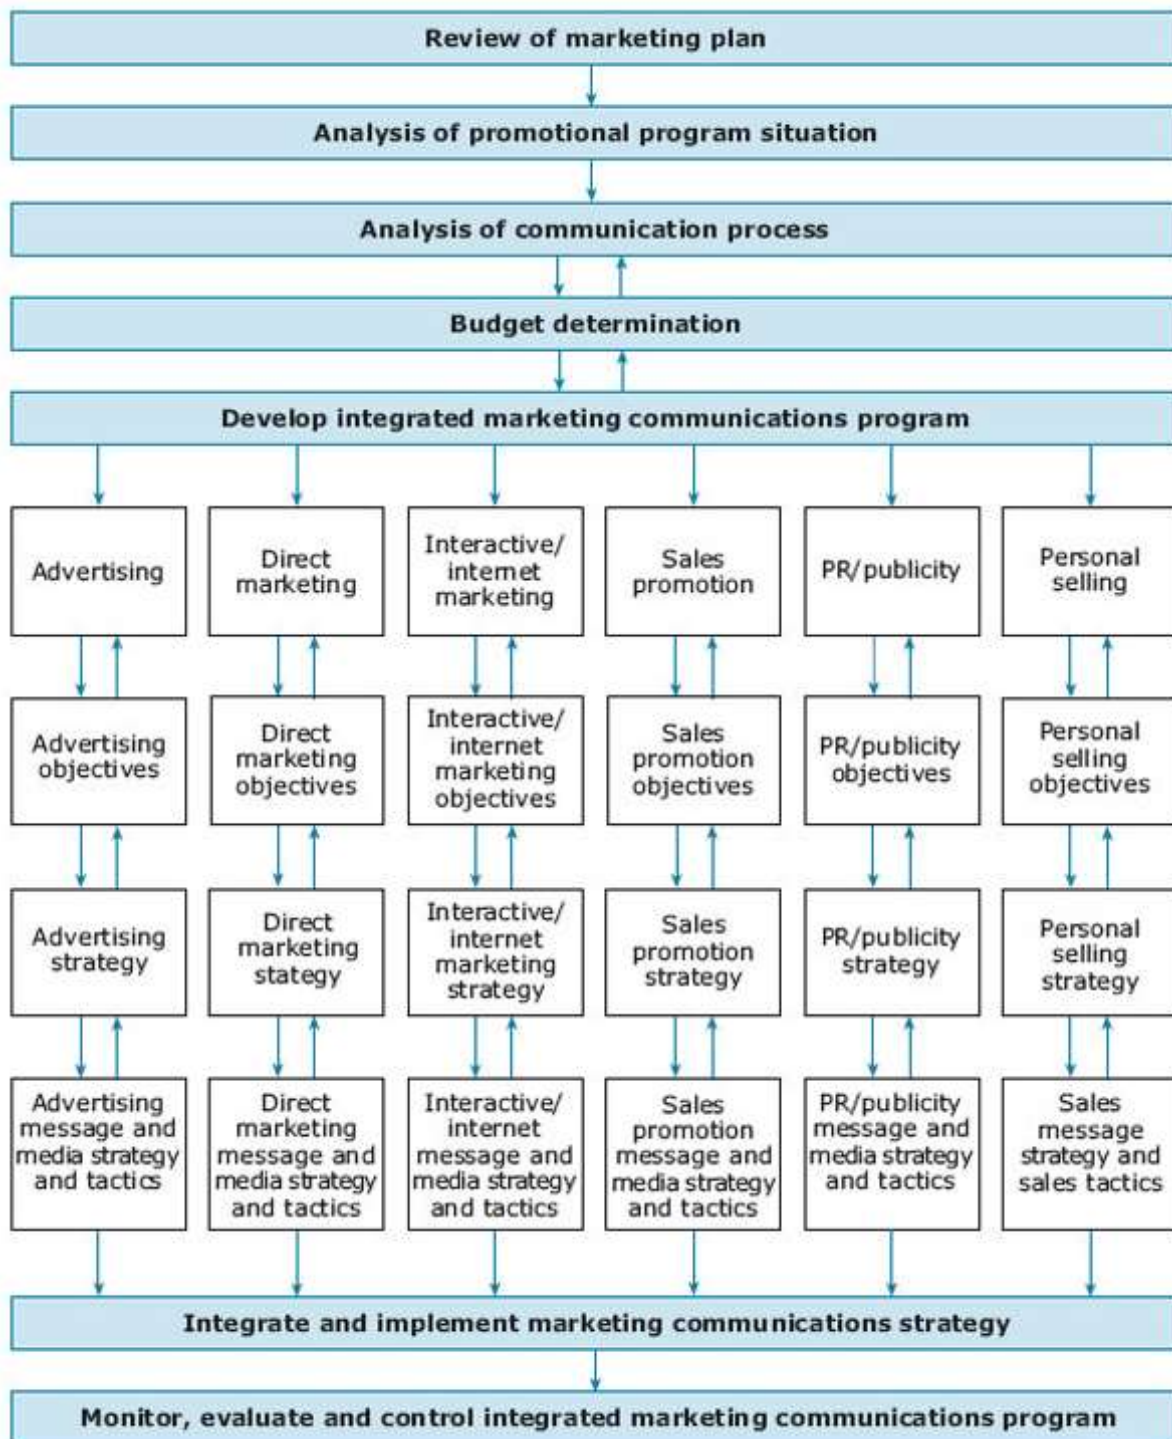 Review of marketing plan
Analysis of promotional program situation
Analysis of communication process
Budget determination
Develop integrated marketing communications program
Advertising
Direct
marketing
Interactive/
internet
marketing
Sales
promotion
PR/publicity
Personal
selling
Advertising
objectives
Direct
marketing
objectives
Interactive/
internet
marketing
objectives
Sales
promotion
objectives
PR/publicity
objectives
Personal
selling
objectives
Advertising
strategy
Direct
marketing
stategy
Interactive/
internet
marketing
strategy
Sales
promotion
strategy
PR/publicity
strategy
Personal
selling
strategy
Advertising
message and
media strategy
and tactics
Direct
marketing
message and
media strategy
and tactics
Interactive/
internet
message and
media strategy
and tactics
Sales
promotion
message and
media strategy
and tactics
PR/publicity
message and
media strategy
and tactics
Sales
message
strategy and
sales tactics
Integrate and implement marketing communications strategy
Monitor, evaluate and control integrated marketing communications program